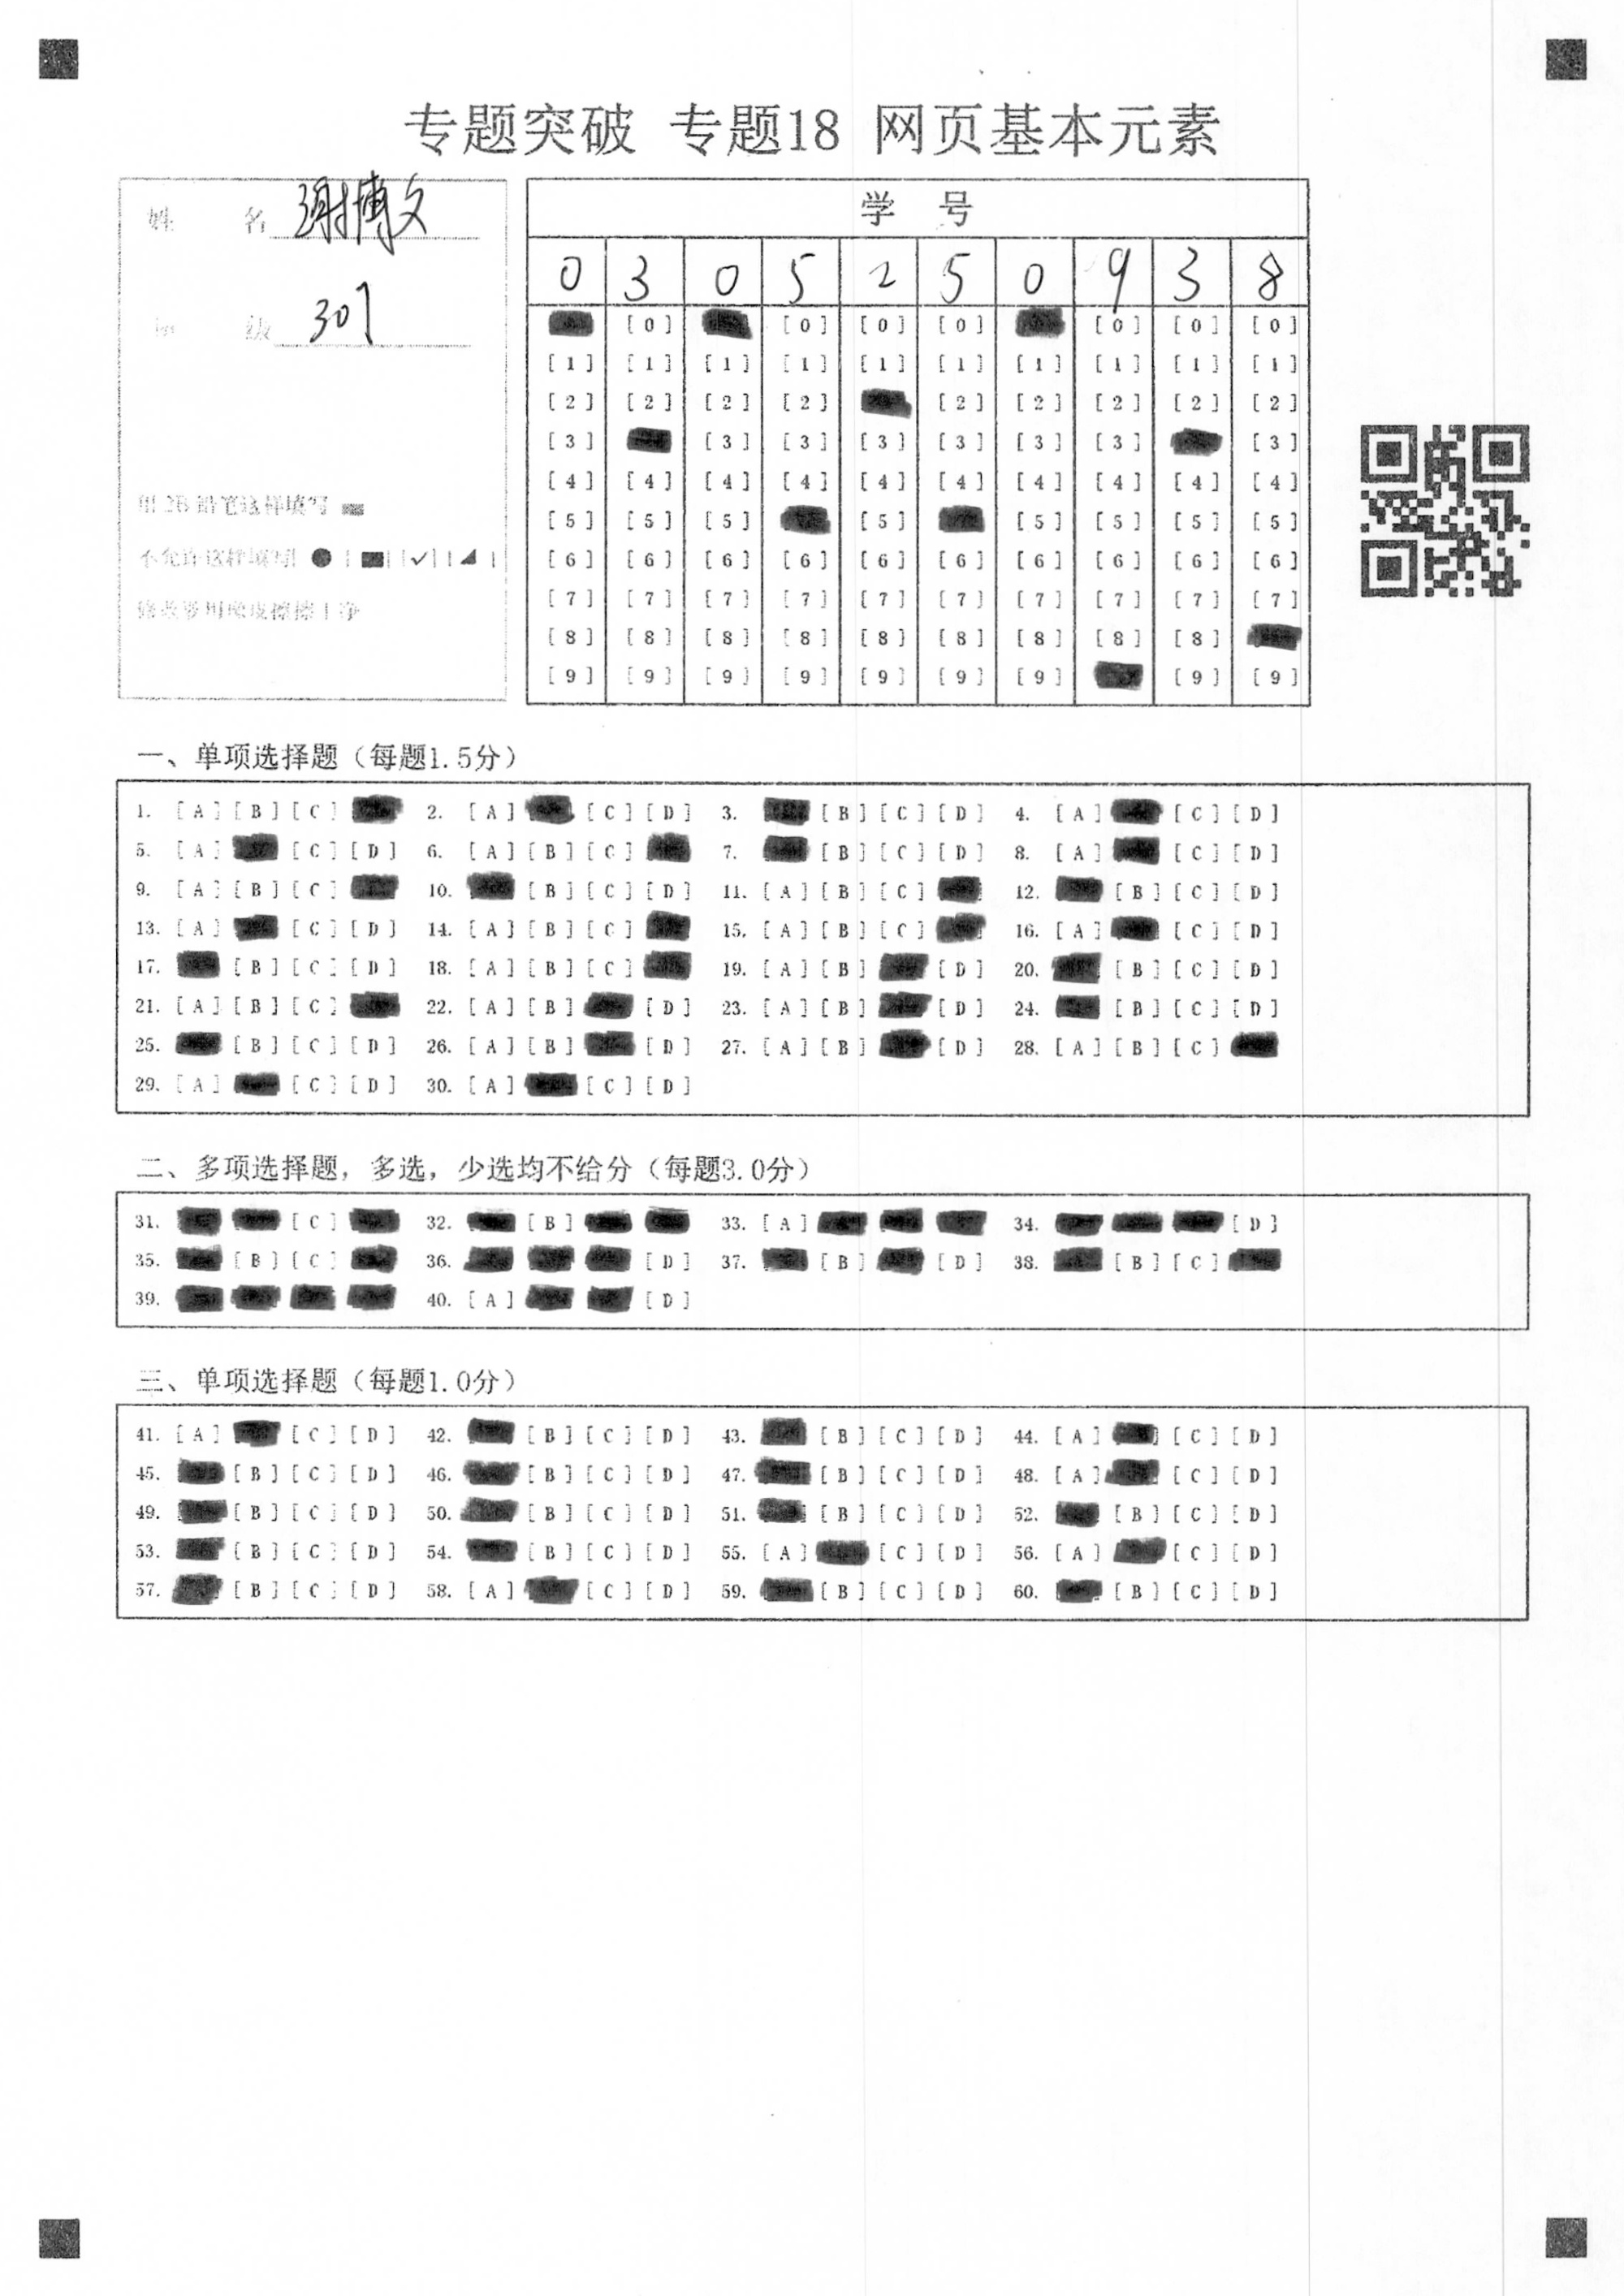 专题突破 专题18 网页基本元素
姓 名 谢博文
班 级 307
用 2B 铅笔这样填写
不允许这样填写
修改要用橡皮擦擦干净
学 号
0 3 0 5 2 5 0 9 3 8
[0] [0] [0] [0] [0] [0] [0]
[1] [1] [1] [1] [1] [1] [1] [1] [1] [1]
[2] [2] [2] [2] [2] [2] [2] [2] [2]
[3] [3] [3] [3] [3] [3] [3] [3]
[4] [4] [4] [4] [4] [4] [4] [4] [4] [4]
[5] [5] [5] [5] [5] [5] [5] [5]
[6] [6] [6] [6] [6] [6] [6] [6] [6] [6]
[7] [7] [7] [7] [7] [7] [7] [7] [7] [7]
[8] [8] [8] [8] [8] [8] [8] [8] [8]
[9] [9] [9] [9] [9] [9] [9] [9] [9]
一、单项选择题（每题1.5分）
1. [A] [B] [C] 2. [A] [C] [D] 3. [B] [C] [D] 4. [A] [C] [D]
5. [A] [C] [D] 6. [A] [B] [C] 7. [B] [C] [D] 8. [A] [C] [D]
9. [A] [B] [C] 10. [B] [C] [D] 11. [A] [B] [C] 12. [B] [C] [D]
13. [A] [C] [D] 14. [A] [B] [C] 15. [A] [B] [C] 16. [A] [C] [D]
17. [B] [C] [D] 18. [A] [B] [C] 19. [A] [B] [D] 20. [B] [C] [D]
21. [A] [B] [C] 22. [A] [B] [D] 23. [A] [B] [D] 24. [B] [C] [D]
25. [B] [C] [D] 26. [A] [B] [D] 27. [A] [B] [D] 28. [A] [B] [C]
29. [A] [C] [D] 30. [A] [C] [D]
二、多项选择题，多选，少选均不给分（每题3.0分）
31. [C] 32. [B] 33. [A] 34. [D]
35. [B] [C] 36. [D] 37. [B] [D] 38. [B] [C]
39. 40. [A] [D]
三、单项选择题（每题1.0分）
41. [A] [C] [D] 42. [B] [C] [D] 43. [B] [C] [D] 44. [A] [C] [D]
45. [B] [C] [D] 46. [B] [C] [D] 47. [B] [C] [D] 48. [A] [C] [D]
49. [B] [C] [D] 50. [B] [C] [D] 51. [B] [C] [D] 52. [B] [C] [D]
53. [B] [C] [D] 54. [B] [C] [D] 55. [A] [C] [D] 56. [A] [C] [D]
57. [B] [C] [D] 58. [A] [C] [D] 59. [B] [C] [D] 60. [B] [C] [D]